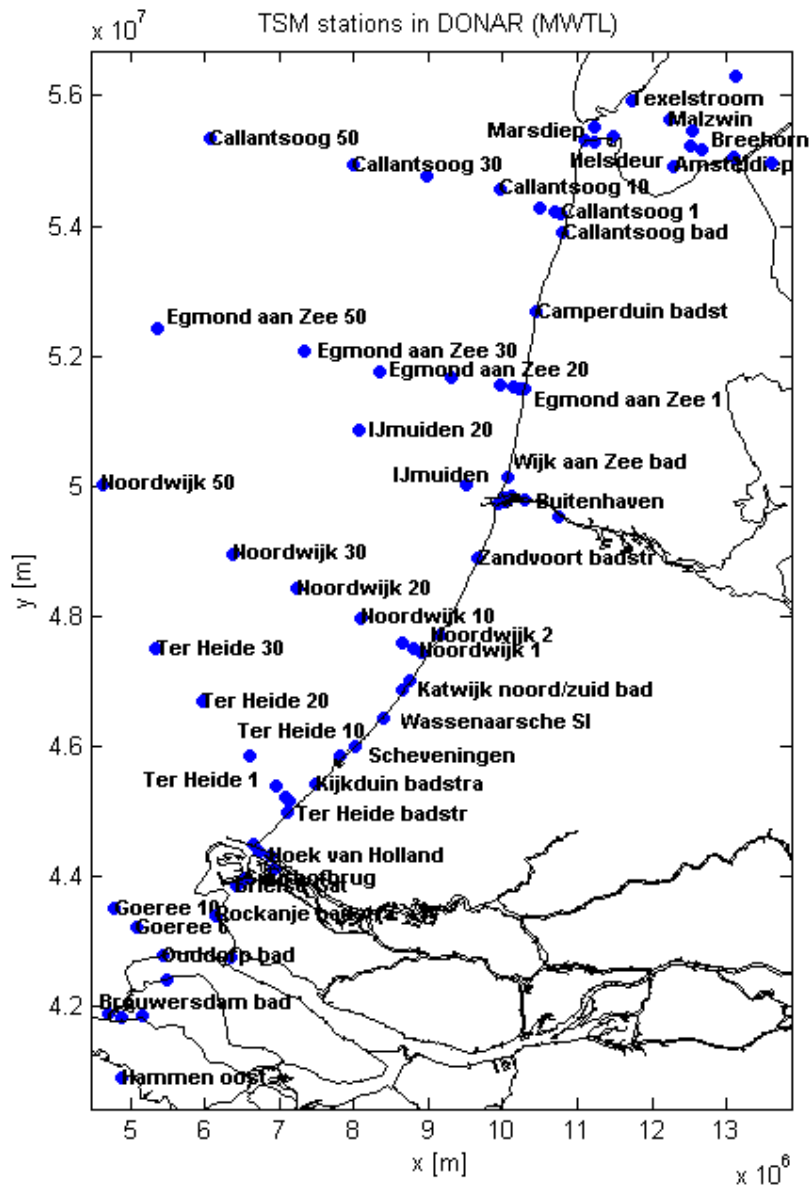 TSM stations in DONAR (MWTL)
x 10^7
5.6
5.4
5.2
5
4.8
4.6
4.4
4.2
y [m]
Texelstroom
Malzwin
Marsdiep
Breehorn
Callantsoog 50
Helsdeur
Callantsoog 30
Amsteldiep
Callantsoog 10
Callantsoog 1
Callantsoog bad
Camperduin badst
Egmond aan Zee 50
Egmond aan Zee 30
Egmond aan Zee 20
Egmond aan Zee 1
IJmuiden 20
Wijk aan Zee bad
IJmuiden
Noordwijk 50
Buitenhaven
Noordwijk 30
Zandvoort badstr
Noordwijk 20
Noordwijk 10
Noordwijk 2
Ter Heide 30
Noordwijk 1
Katwijk noord/zuid bad
Ter Heide 20
Wassenaarsche Sl
Ter Heide 10
Scheveningen
Ter Heide 1
Kijkduin badstra
Ter Heide badstr
Hoek van Holland
Goeree 10
Rockanje badstr
Goeree 6
Ouddorp bad
Brouwersdam bad
Hammen oost
5 6 7 8 9 10 11 12 13
x [m]
x 10^6